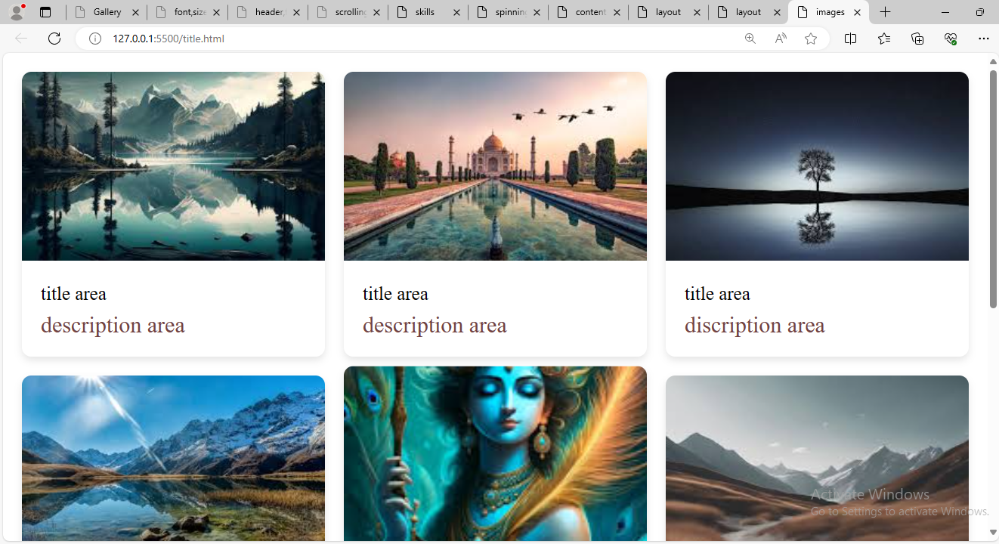 Gallery
font,size
header,
scrolling
skills
spinning
content
layout
layout
images
127.0.0.1:5500/title.html
title area
description area
title area
description area
title area
discription area
Activate Windows
Go to Settings to activate Windows.